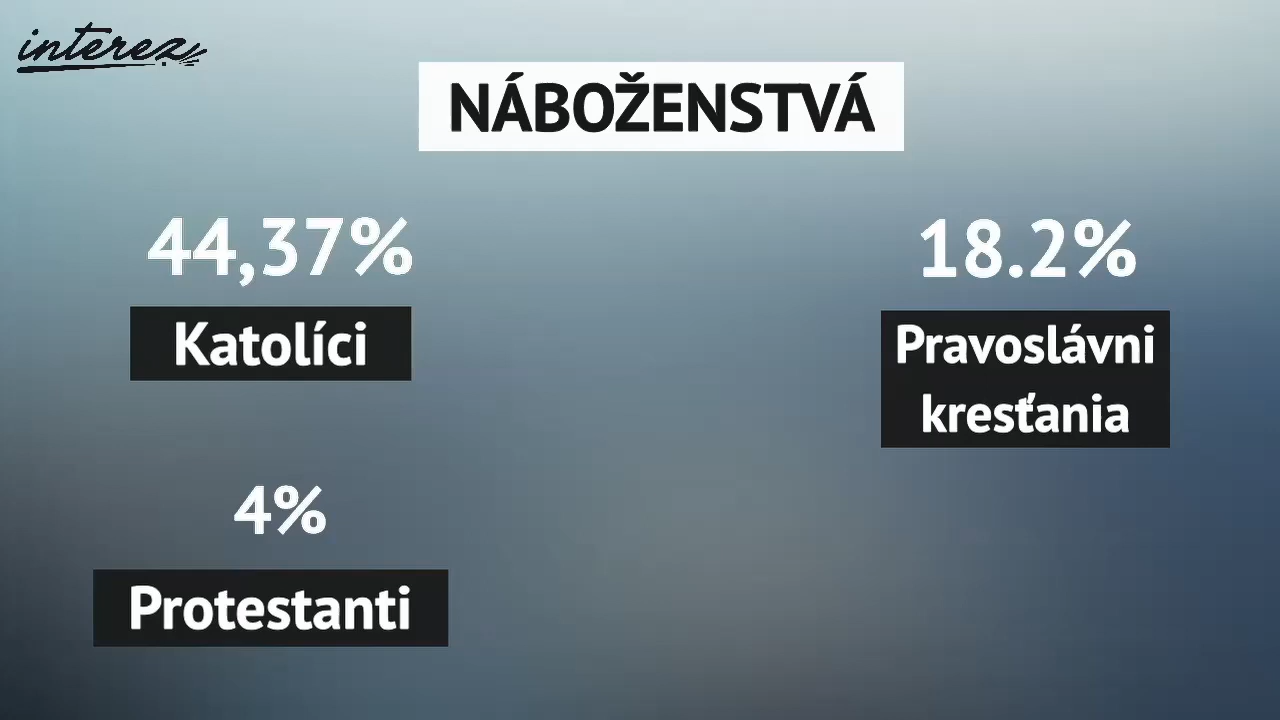 interez
NÁBOŽENSTVÁ
44,37%
Katolíci
18.2%
Pravoslávni
kresťania
4%
Protestanti